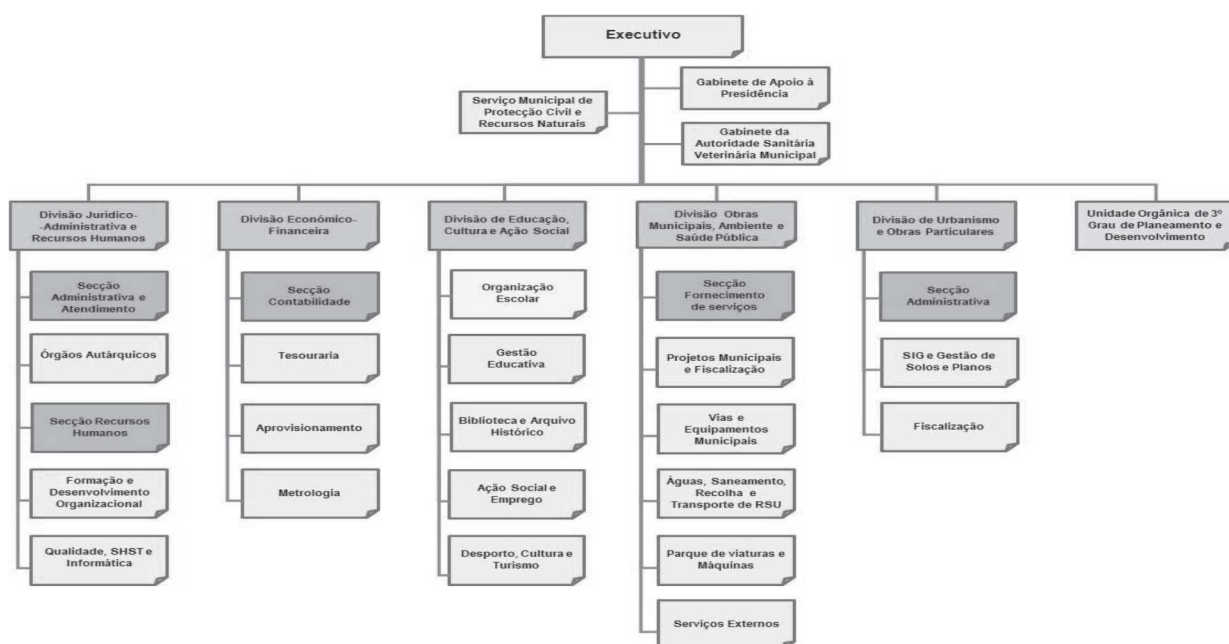 Executivo
Gabinete de Apoio à
Presidência
Serviço Municipal de
Protecção Civil e
Recursos Naturais
Gabinete da
Autoridade Sanitária
Veterinária Municipal
Divisão Jurídico-
-Administrativa e
Recursos Humanos
Secção
Administrativa e
Atendimento
Órgãos Autárquicos
Secção Recursos
Humanos
Formação e
Desenvolvimento
Organizacional
Qualidade, SHST e
Informática
Divisão Económico-
Financeira
Secção
Contabilidade
Tesouraria
Aprovisionamento
Metrologia
Divisão de Educação,
Cultura e Ação Social
Organização
Escolar
Gestão
Educativa
Biblioteca e Arquivo
Histórico
Ação Social e
Emprego
Desporto, Cultura e
Turismo
Divisão Obras
Municipais, Ambiente e
Saúde Pública
Secção
Fornecimento
de serviços
Projetos Municipais
e Fiscalização
Vias e
Equipamentos
Municipais
Águas, Saneamento,
Recolha e
Transporte de RSU
Parque de viaturas e
Máquinas
Serviços Externos
Divisão de Urbanismo
e Obras Particulares
Secção
Administrativa
SIG e Gestão de
Solos e Planos
Fiscalização
Unidade Orgânica de 3º
Grau de Planeamento e
Desenvolvimento